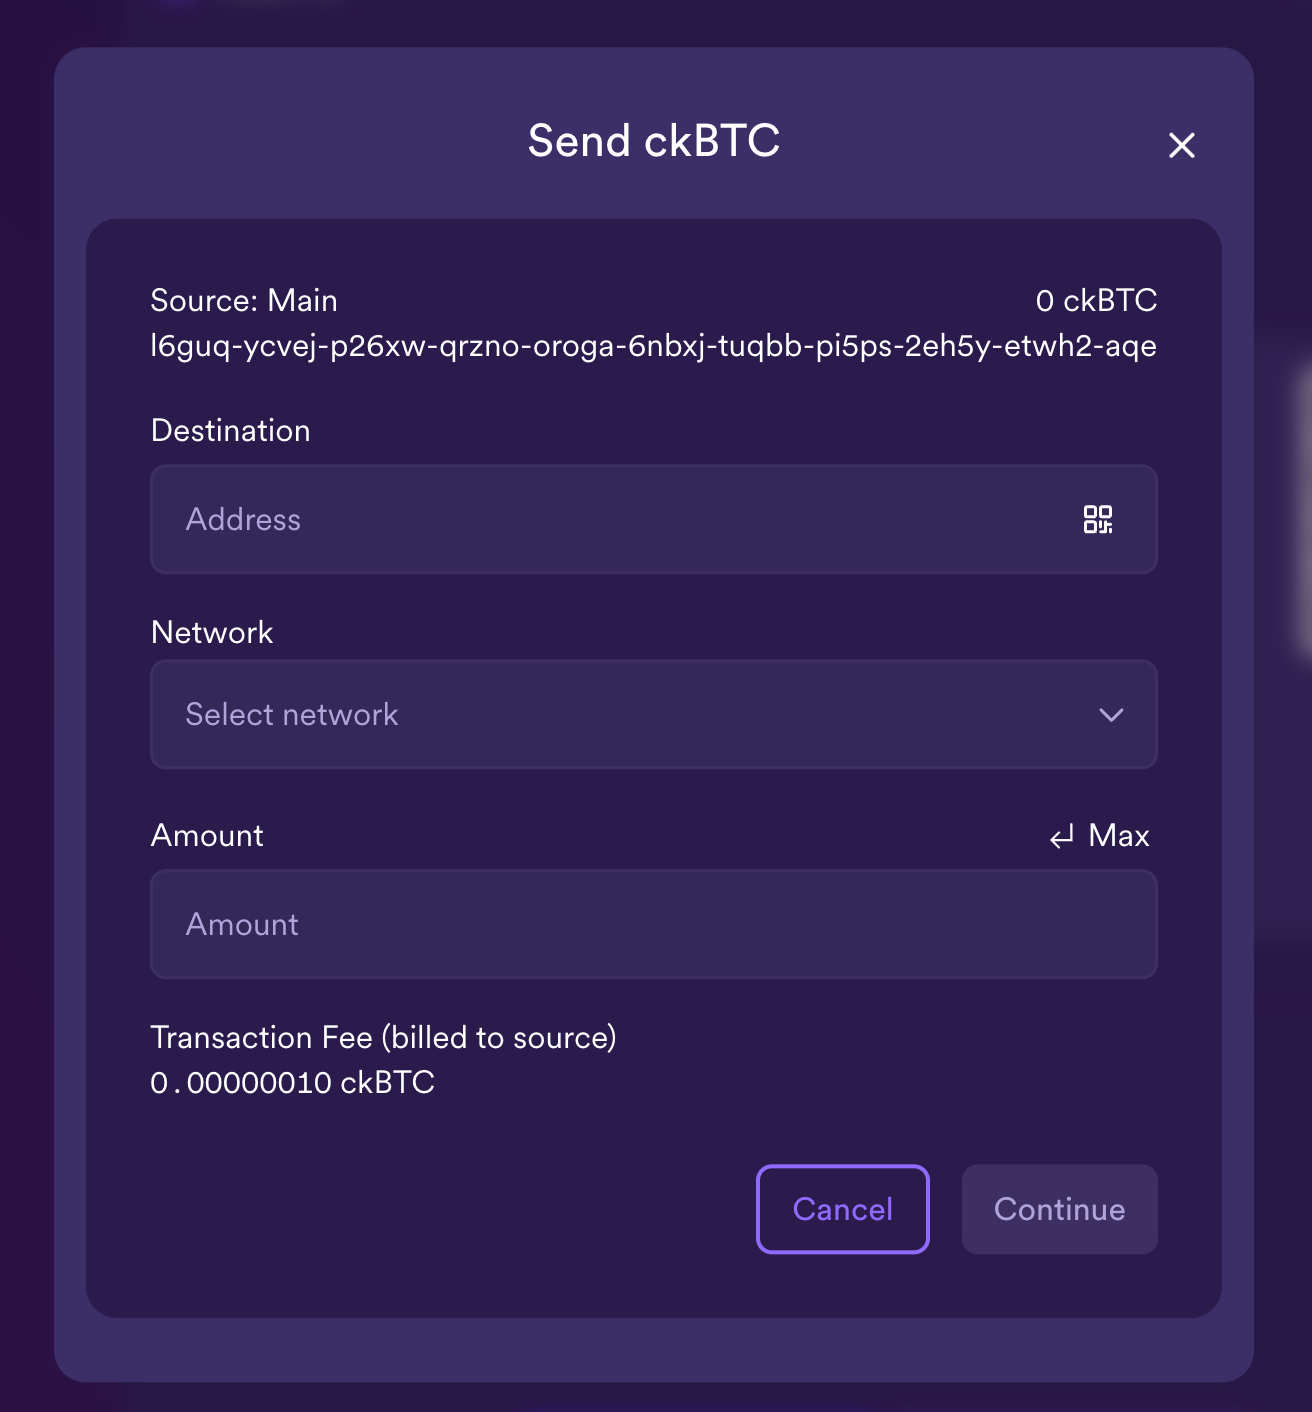 Send ckBTC
Source: Main
0 ckBTC
l6guq-ycvej-p26xw-qrzno-oroga-6nbxj-tuqbb-pi5ps-2eh5y-etwh2-aqe
Destination
Address
Network
Select network
Amount
Max
Amount
Transaction Fee (billed to source)
0.00000010 ckBTC
Cancel
Continue